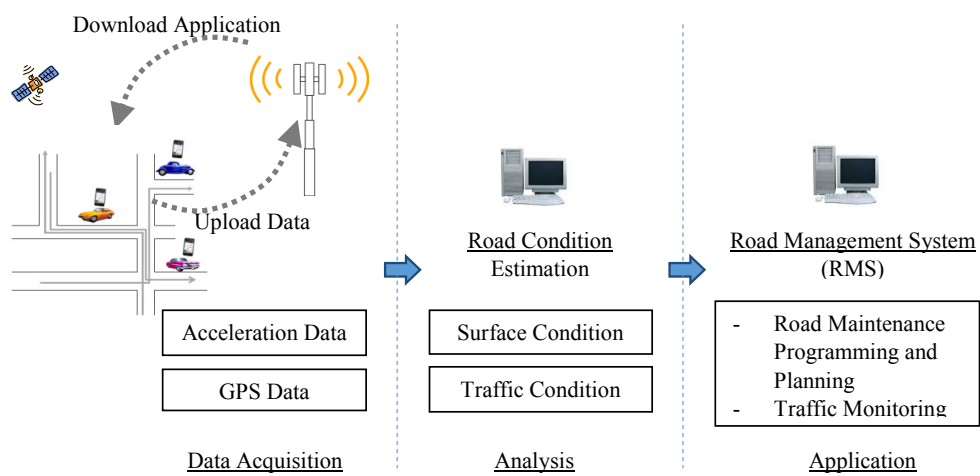 Download Application
Upload Data
Acceleration Data
GPS Data
Data Acquisition
Road Condition
Estimation
Surface Condition
Traffic Condition
Analysis
Road Management System
(RMS)
- Road Maintenance
Programming and
Planning
- Traffic Monitoring
Application